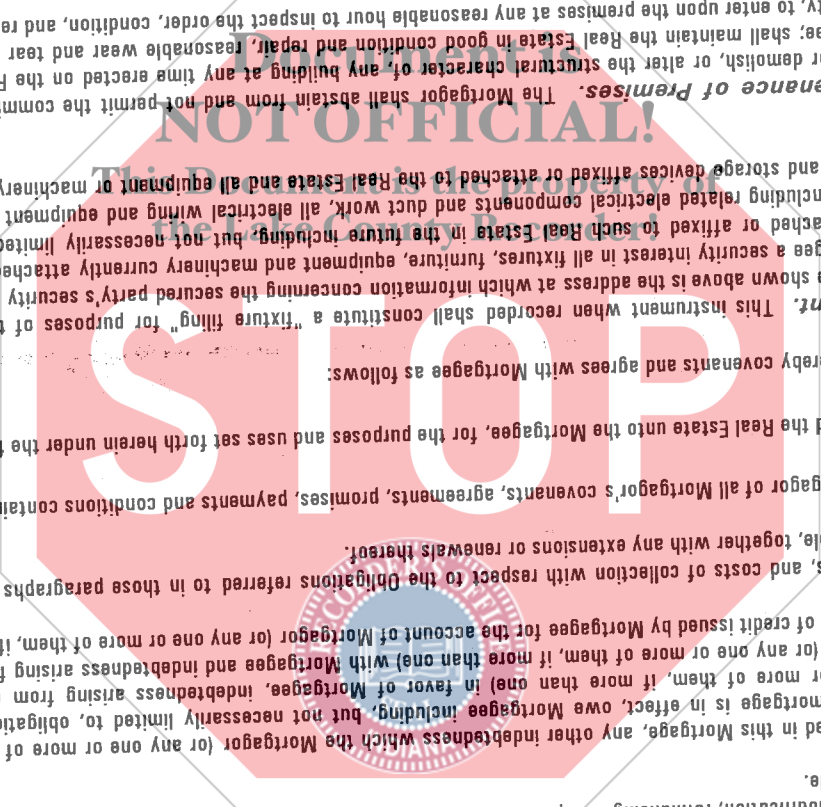 e.
ed in this Mortgage, any other indebtedness which the Mortgagor (or any one or more of
mortgage is in effect, owe Mortgagee including, but not necessarily limited to, obligatio
or more of them, if more than one) in favor of Mortgagee, indebtedness arising from
(or any one or more of them, if more than one) with Mortgagee and indebtedness arising f
of credit issued by Mortgagee for the account of Mortgagor (or any one or more of them, if
s, and costs of collection with respect to the Obligations referred to in those paragraphs
ble, together with any extensions or renewals thereof.
gagor of all Mortgagor's covenants, agreements, promises, payments and conditions contain
d the Real Estate unto the Mortgagee, for the purposes and uses set forth herein under the f
reby covenants and agrees with Mortgagee as follows:
nt. This instrument when recorded shall constitute a "fixture filing" for purposes of t
e shown above is the address at which information concerning the secured party's security
gee a security interest in all fixtures, furniture, equipment and machinery currently attached
ached or affixed to such Real Estate in the future including, but not necessarily limited
ncluding related electrical components and duct work, all electrical wiring and equipment
and storage devices affixed or attached to the Real Estate and all equipment or machinery
enance of Premises. The Mortgagor shall abstain from and not permit the commi
or demolish, or alter the structural character of any building at any time erected on the R
ee; shall maintain the Real Estate in good condition and repair, reasonable wear and tear
ty, to enter upon the premises at any reasonable hour to inspect the order, condition, and re
Document is
NOT OFFICIAL!
This Document is the property of
the Lake County Recorder!
STOP
RECORDER'S OFFICE
INDIANA